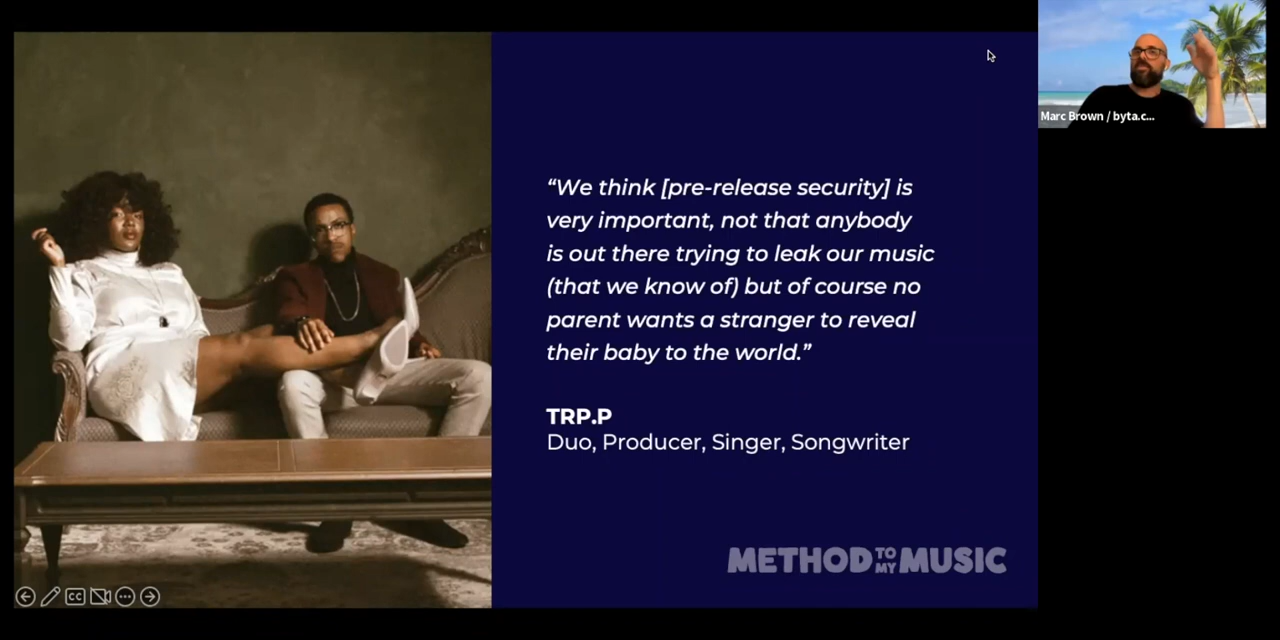 “We think [pre-release security] is
very important, not that anybody
is out there trying to leak our music
(that we know of) but of course no
parent wants a stranger to reveal
their baby to the world.”
TRP.P
Duo, Producer, Singer, Songwriter
METHOD TO MY MUSIC
Marc Brown / byta.c...
CC